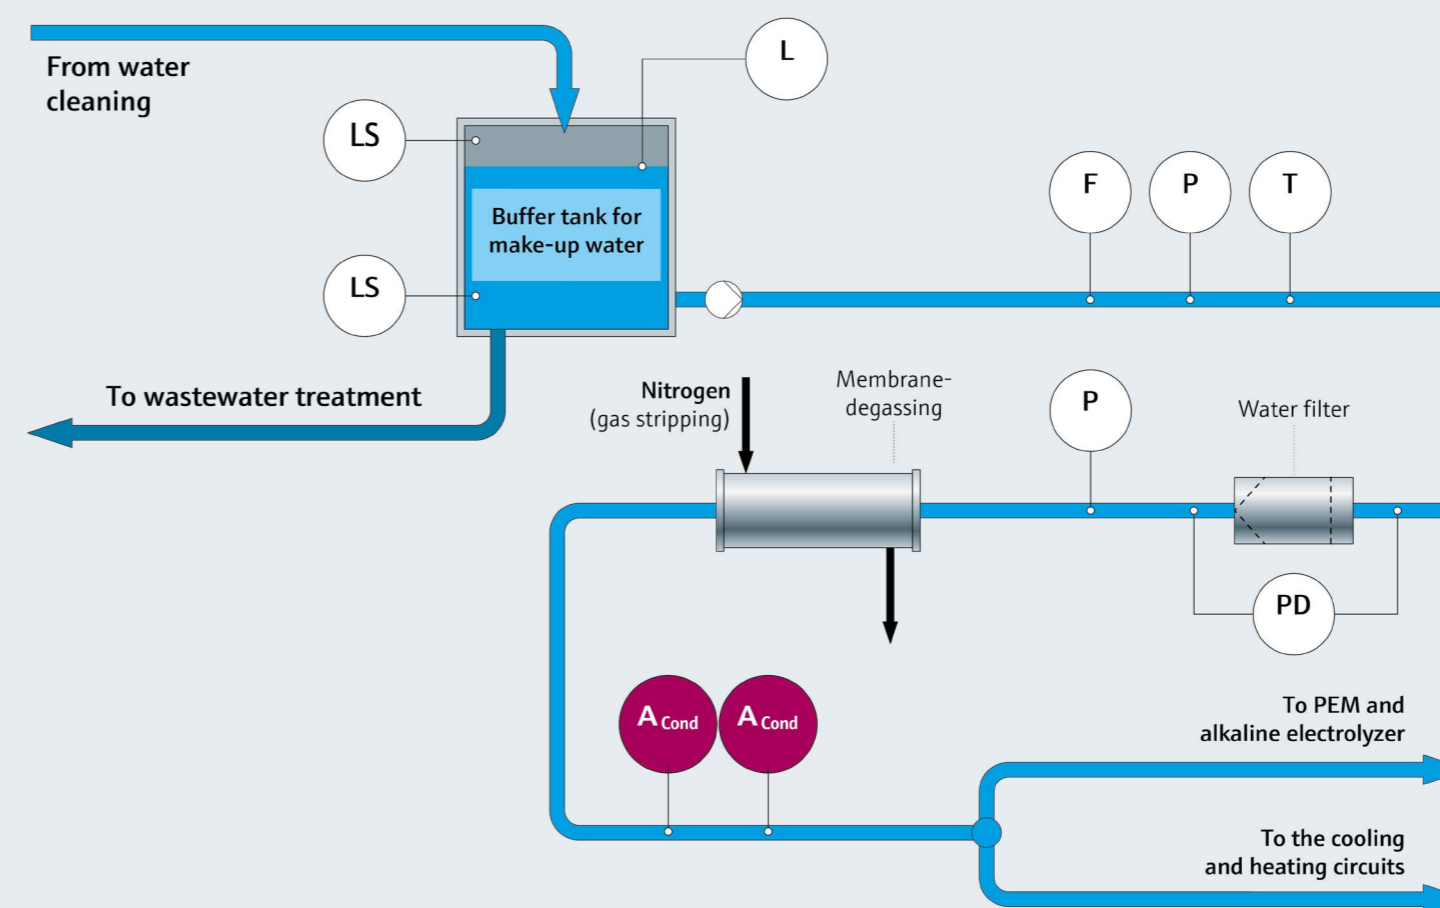 From water
cleaning
L
LS
Buffer tank for
make-up water
LS
F
P
T
To wastewater treatment
Nitrogen
(gas stripping)
Membrane-
degassing
P
Water filter
PD
A Cond
A Cond
To PEM and
alkaline electrolyzer
To the cooling
and heating circuits